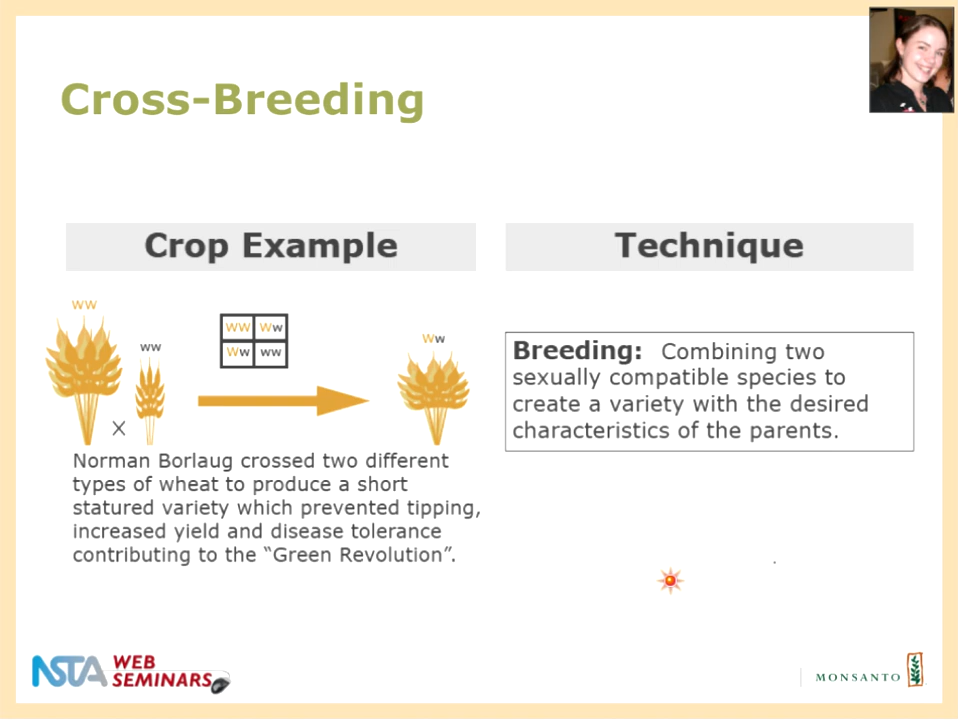 Cross-Breeding
Crop Example
Technique
WW
ww
X
WW Ww
Ww ww
Ww
Norman Borlaug crossed two different
types of wheat to produce a short
statured variety which prevented tipping,
increased yield and disease tolerance
contributing to the “Green Revolution”.
Breeding: Combining two
sexually compatible species to
create a variety with the desired
characteristics of the parents.
NSTA WEB
SEMINARS
MONSANTO